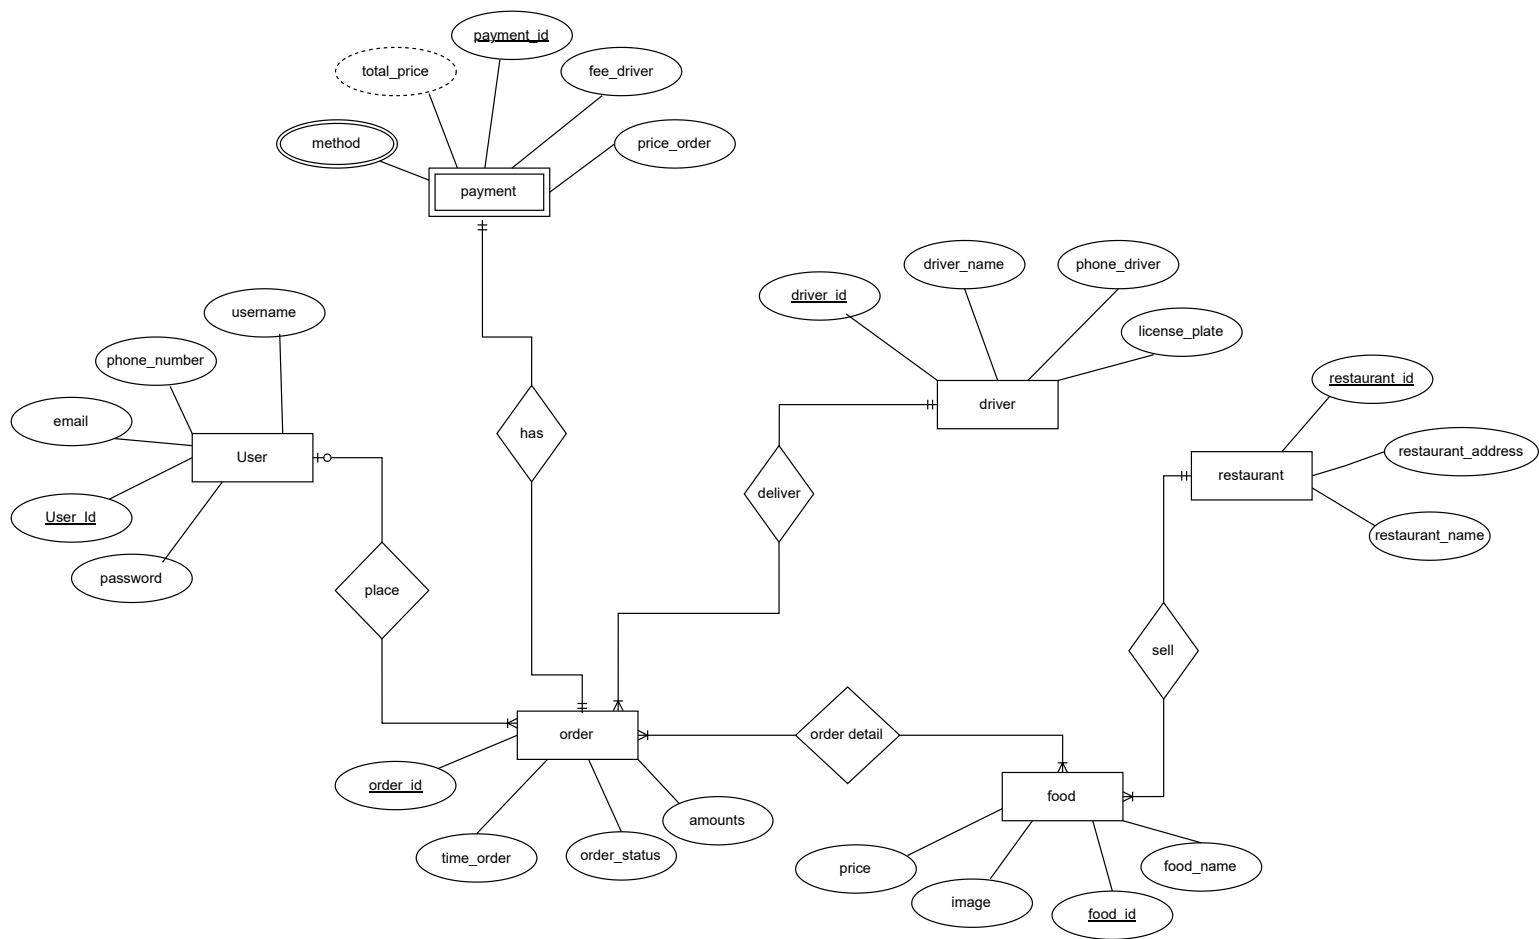 payment_id
total_price
fee_driver
method
price_order
payment
driver_name
phone_driver
driver_id
username
license_plate
phone_number
restaurant_id
driver
email
has
restaurant_address
User
restaurant
deliver
User_Id
restaurant_name
password
place
sell
order
order detail
order_id
food
amounts
time_order
order_status
price
food_name
image
food_id